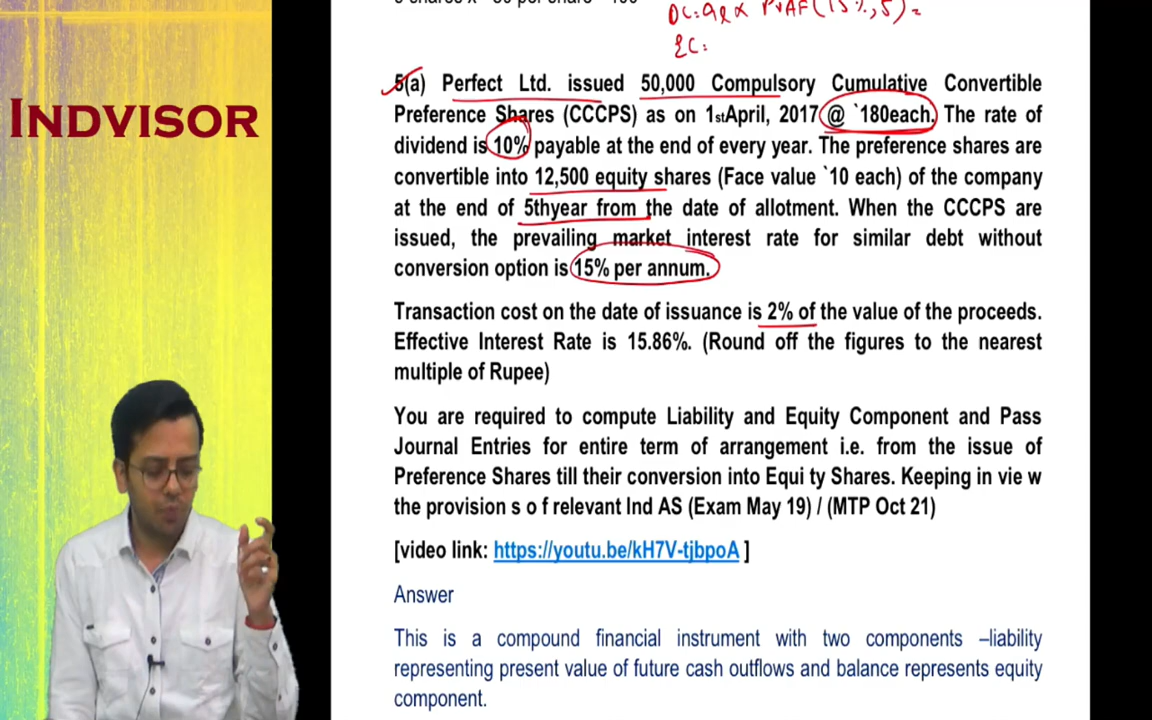 DC: 9L x PVAF (15%, 5) =
EC:
INDVISOR
5(a) Perfect Ltd. issued 50,000 Compulsory Cumulative Convertible
Preference Shares (CCCPS) as on 1stApril, 2017 @ `180each. The rate of
dividend is 10% payable at the end of every year. The preference shares are
convertible into 12,500 equity shares (Face value `10 each) of the company
at the end of 5thyear from the date of allotment. When the CCCPS are
issued, the prevailing market interest rate for similar debt without
conversion option is 15% per annum.
Transaction cost on the date of issuance is 2% of the value of the proceeds.
Effective Interest Rate is 15.86%. (Round off the figures to the nearest
multiple of Rupee)
You are required to compute Liability and Equity Component and Pass
Journal Entries for entire term of arrangement i.e. from the issue of
Preference Shares till their conversion into Equi ty Shares. Keeping in vie w
the provision s o f relevant Ind AS (Exam May 19) / (MTP Oct 21)
[video link: https://youtu.be/kH7V-tjbpoA ]
Answer
This is a compound financial instrument with two components –liability
representing present value of future cash outflows and balance represents equity
component.